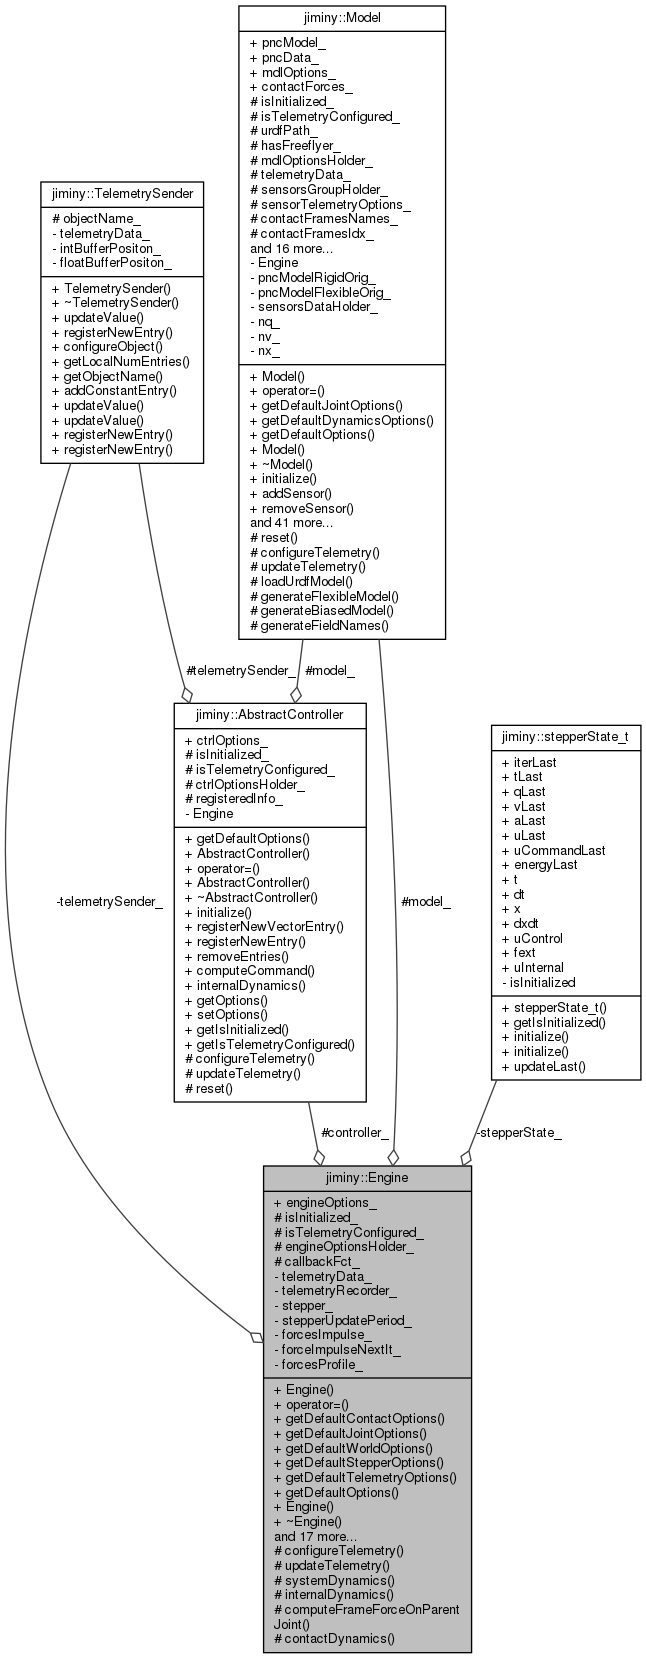 jiminy::Model
+ pncModel_
+ pncData_
+ mdlOptions_
+ contactForces_
# isInitialized_
# isTelemetryConfigured_
# urdfPath_
# hasFreeflyer_
# mdlOptionsHolder_
# telemetryData_
# sensorsGroupHolder_
# sensorTelemetryOptions_
# contactFramesNames_
# contactFramesIdx_
and 16 more...
- Engine
- pncModelRigidOrig_
- pncModelFlexibleOrig_
- sensorsDataHolder_
- nq_
- nv_
- nx_
+ Model()
+ operator=()
+ getDefaultJointOptions()
+ getDefaultDynamicsOptions()
+ getDefaultOptions()
+ Model()
+ ~Model()
+ initialize()
+ addSensor()
+ removeSensor()
and 41 more...
# reset()
# configureTelemetry()
# updateTelemetry()
# loadUrdfModel()
# generateFlexibleModel()
# generateBiasedModel()
# generateFieldNames()
jiminy::TelemetrySender
# objectName_
- telemetryData_
- intBufferPositon_
- floatBufferPositon_
+ TelemetrySender()
+ ~TelemetrySender()
+ updateValue()
+ registerNewEntry()
+ configureObject()
+ getLocalNumEntries()
+ getObjectName()
+ addConstantEntry()
+ updateValue()
+ updateValue()
+ registerNewEntry()
+ registerNewEntry()
#telemetrySender_
#model_
jiminy::AbstractController
+ ctrlOptions_
# isInitialized_
# isTelemetryConfigured_
# ctrlOptionsHolder_
# registeredInfo_
- Engine
+ getDefaultOptions()
+ AbstractController()
+ operator=()
+ AbstractController()
+ ~AbstractController()
+ initialize()
+ registerNewVectorEntry()
+ registerNewEntry()
+ removeEntries()
+ computeCommand()
+ internalDynamics()
+ getOptions()
+ setOptions()
+ getIsInitialized()
+ getIsTelemetryConfigured()
# configureTelemetry()
# updateTelemetry()
# reset()
jiminy::stepperState_t
+ iterLast
+ tLast
+ qLast
+ vLast
+ aLast
+ uLast
+ uCommandLast
+ energyLast
+ t
+ dt
+ x
+ dxdt
+ uControl
+ fext
+ uInternal
- isInitialized
+ stepperState_t()
+ getIsInitialized()
+ initialize()
+ initialize()
+ updateLast()
-telemetrySender_
#model_
#controller_
-stepperState_
jiminy::Engine
+ engineOptions_
# isInitialized_
# isTelemetryConfigured_
# engineOptionsHolder_
# callbackFct_
- telemetryData_
- telemetryRecorder_
- stepper_
- stepperUpdatePeriod_
- forcesImpulse_
- forceImpulseNextIt_
- forcesProfile_
+ Engine()
+ operator=()
+ getDefaultContactOptions()
+ getDefaultJointOptions()
+ getDefaultWorldOptions()
+ getDefaultStepperOptions()
+ getDefaultTelemetryOptions()
+ getDefaultOptions()
+ Engine()
+ ~Engine()
and 17 more...
# configureTelemetry()
# updateTelemetry()
# systemDynamics()
# internalDynamics()
# computeFrameForceOnParent
Joint()
# contactDynamics()